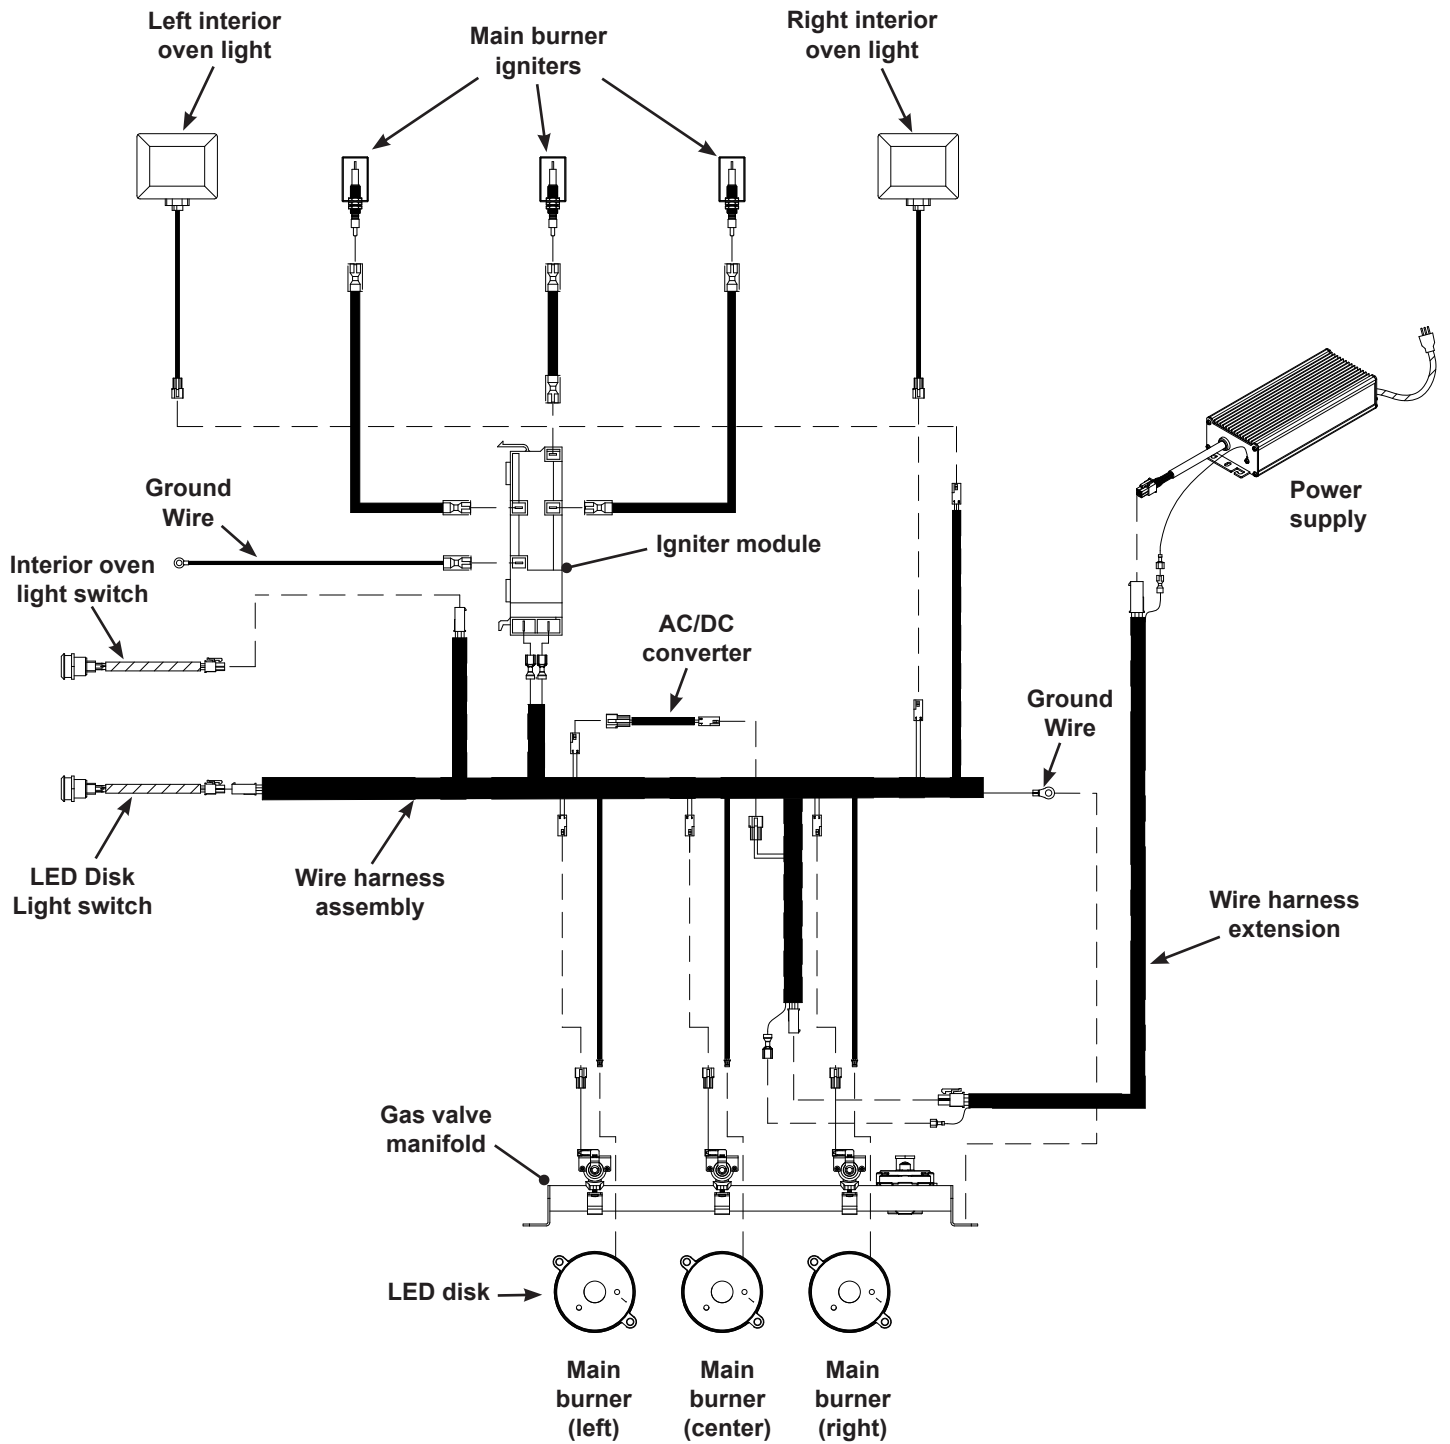 Left interior
oven light
Main burner
igniters
Right interior
oven light
Power
supply
Ground
Wire
Igniter module
Interior oven
light switch
AC/DC
converter
Ground
Wire
LED Disk
Light switch
Wire harness
assembly
Wire harness
extension
Gas valve
manifold
LED disk
Main
burner
(left)
Main
burner
(center)
Main
burner
(right)